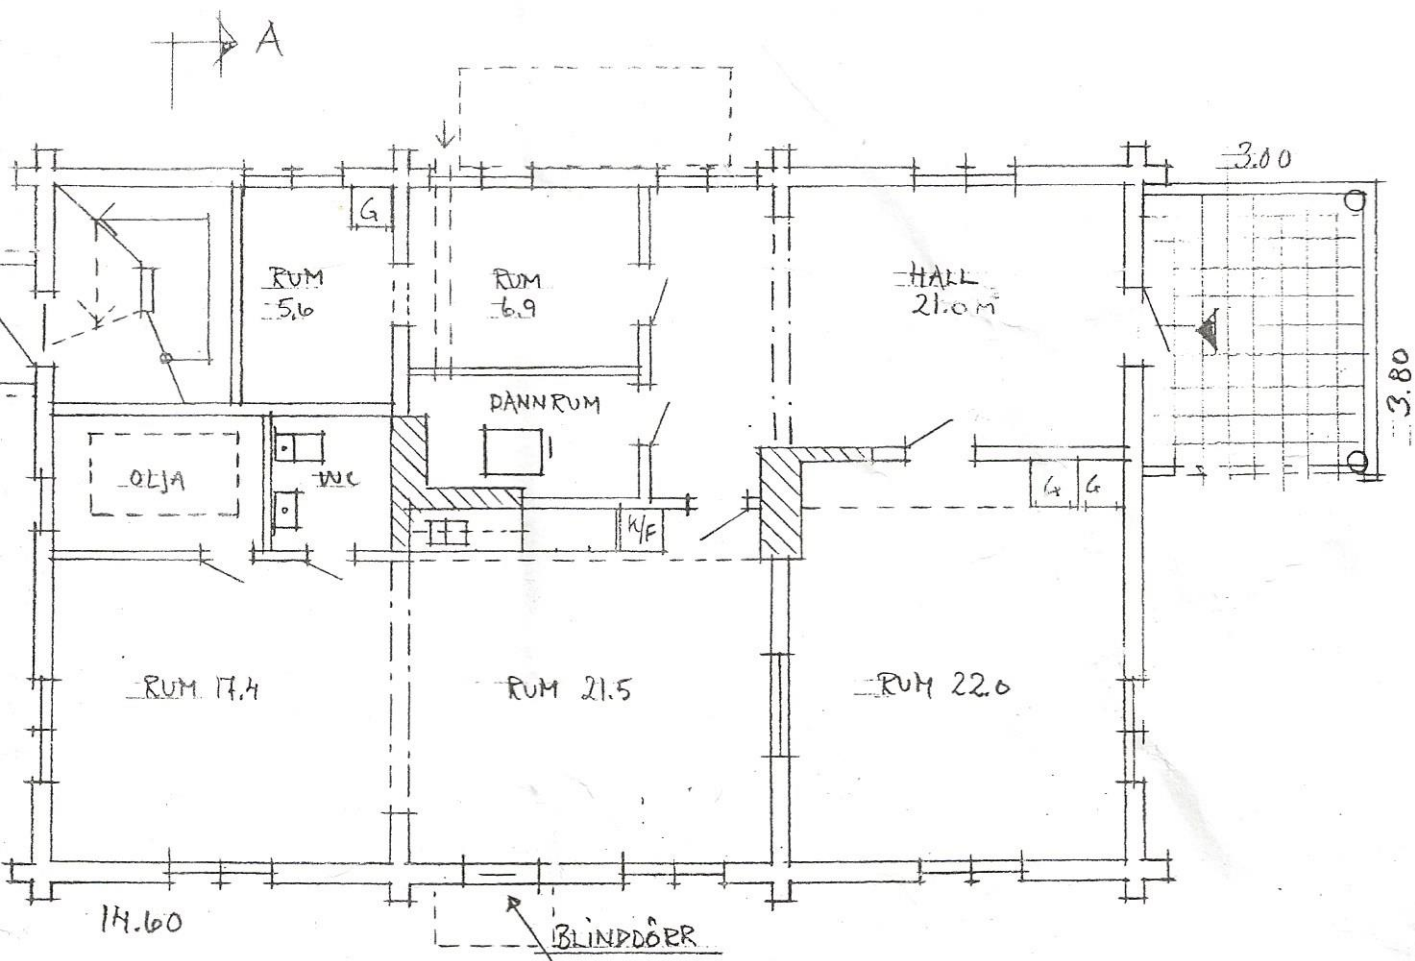 A
3.00
G
RUM
5,6
RUM
6.9
HALL
21.0 M
3.80
DANNRUM
OLJA
WC
K/F
G G
RUM 17.4
RUM 21.5
RUM 22.0
14.60
BLINDDÖRR